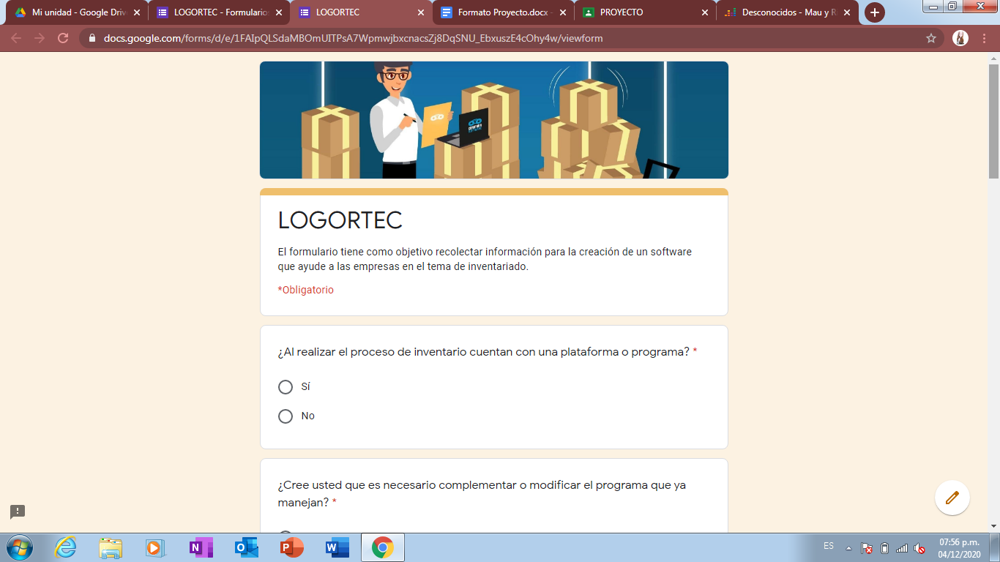 Mi unidad - Google Driv
LOGORTEC - Formularios
LOGORTEC
Formato Proyecto.docx -
PROYECTO
Desconocidos - Mau y R
docs.google.com/forms/d/e/1FAIpQLSdaMBOmUITPsA7WpmwjbxcnacsZj8DqSNU_EbxuszE4cOhy4w/viewform
LOGORTEC
El formulario tiene como objetivo recolectar información para la creación de un software
que ayude a las empresas en el tema de inventariado.
*Obligatorio
¿Al realizar el proceso de inventario cuentan con una plataforma o programa? *
Sí
No
¿Cree usted que es necesario complementar o modificar el programa que ya
manejan? *
ES
07:56 p.m.
04/12/2020